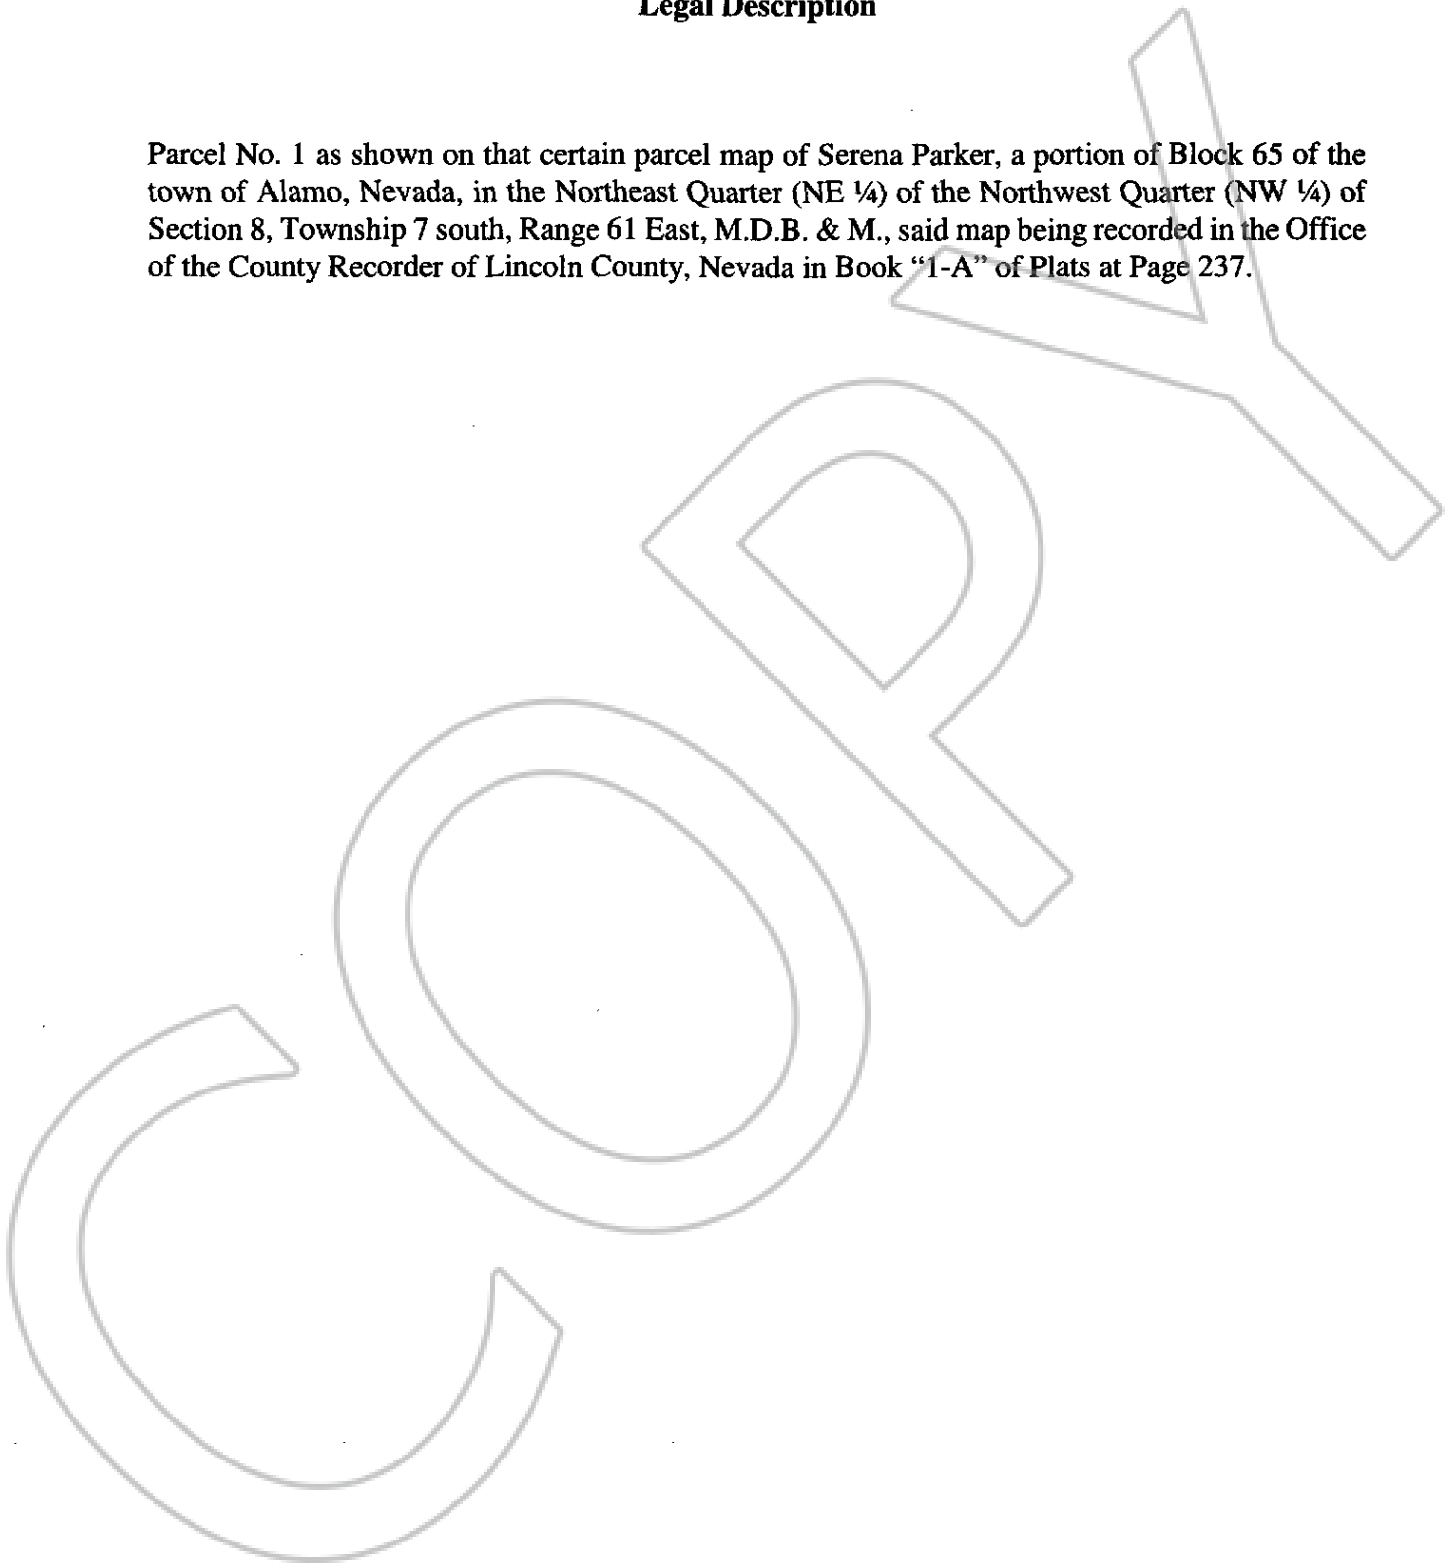 Legal Description
Parcel No. 1 as shown on that certain parcel map of Serena Parker, a portion of Block 65 of the
town of Alamo, Nevada, in the Northeast Quarter (NE ¼) of the Northwest Quarter (NW ¼) of
Section 8, Township 7 south, Range 61 East, M.D.B. & M., said map being recorded in the Office
of the County Recorder of Lincoln County, Nevada in Book “1-A” of Plats at Page 237.
COPY